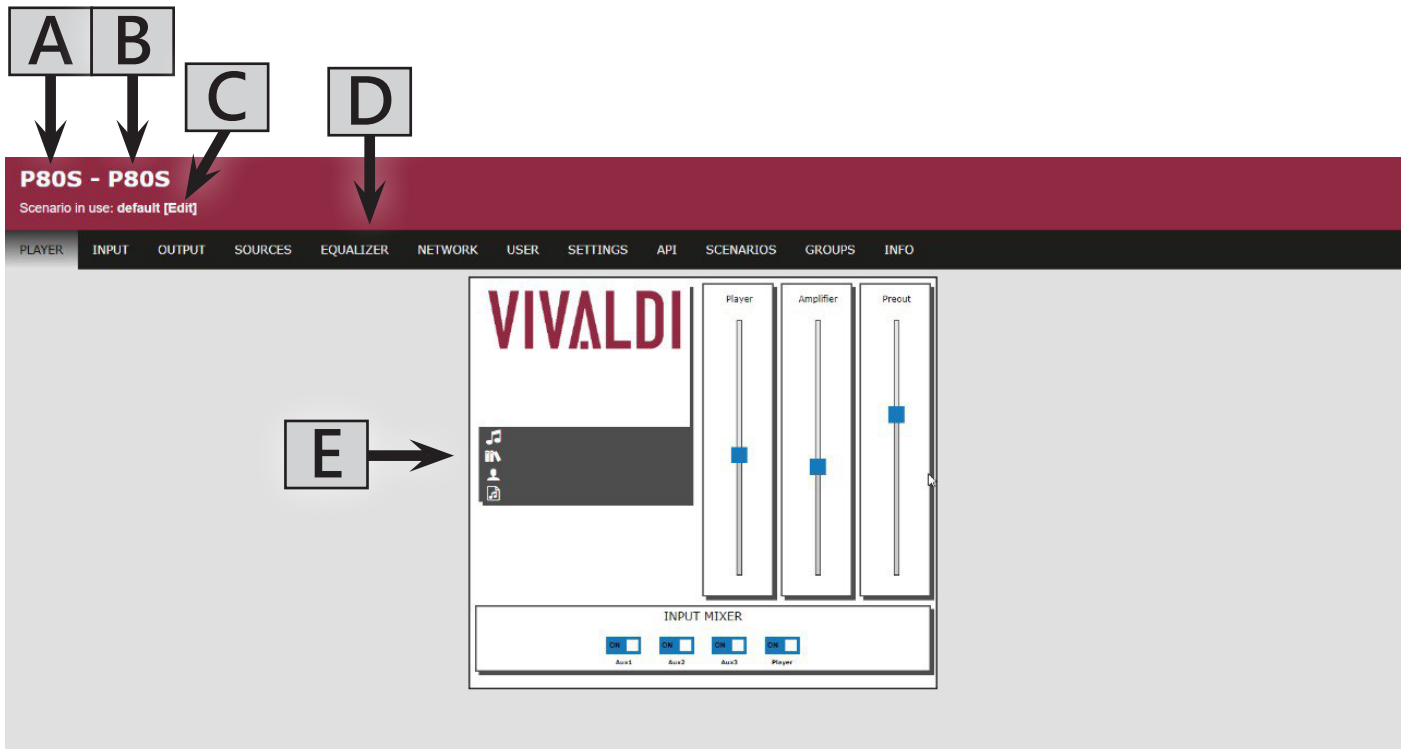 A B
C D
P80S - P80S
Scenario in use: default [Edit]
PLAYER INPUT OUTPUT SOURCES EQUALIZER NETWORK USER SETTINGS API SCENARIOS GROUPS INFO
VIVALDI
Player Amplifier Preout
E
INPUT MIXER
ON ON ON ON
Aux1 Aux2 Aux3 Player